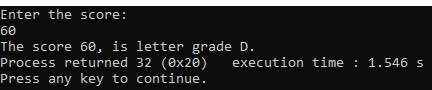 Enter the score:
60
The score 60, is letter grade D.
Process returned 32 (0x20)   execution time : 1.546 s
Press any key to continue.